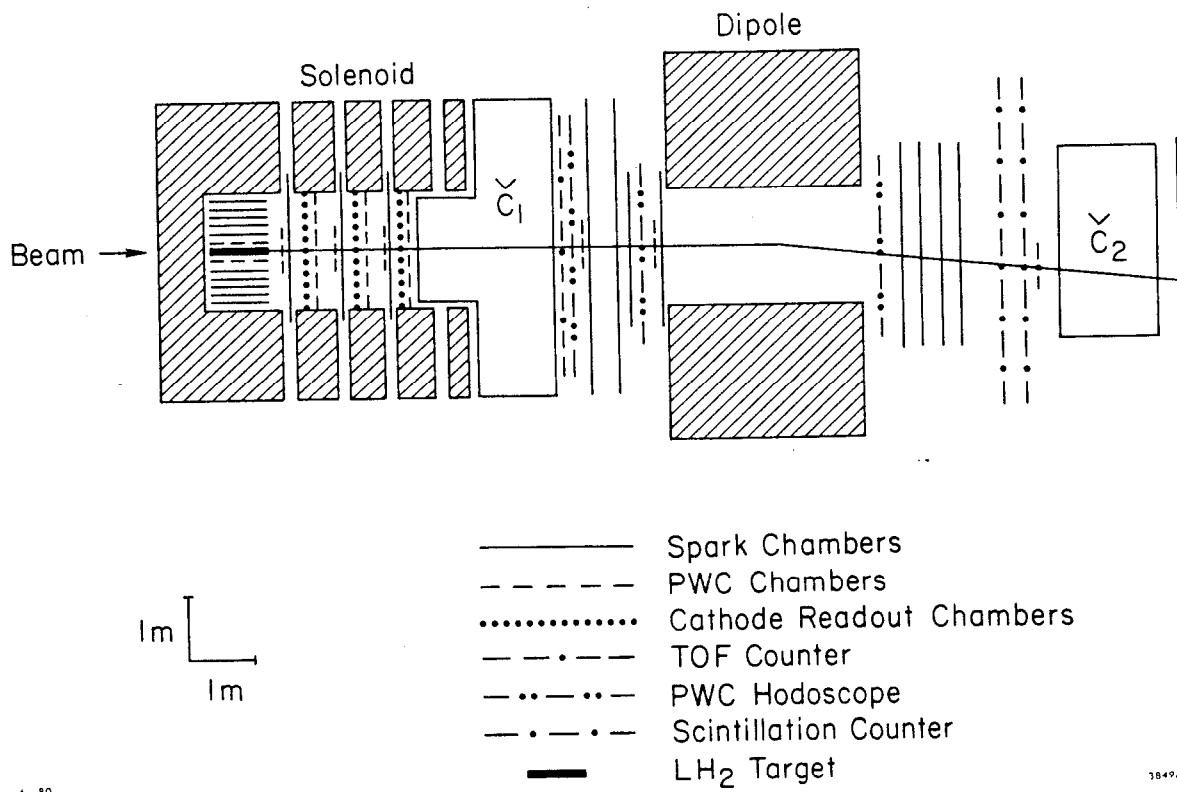 Dipole
Solenoid
Č1
Beam
Č2
Spark Chambers
PWC Chambers
Cathode Readout Chambers
1m
TOF Counter
1m
PWC Hodoscope
Scintillation Counter
LH2 Target